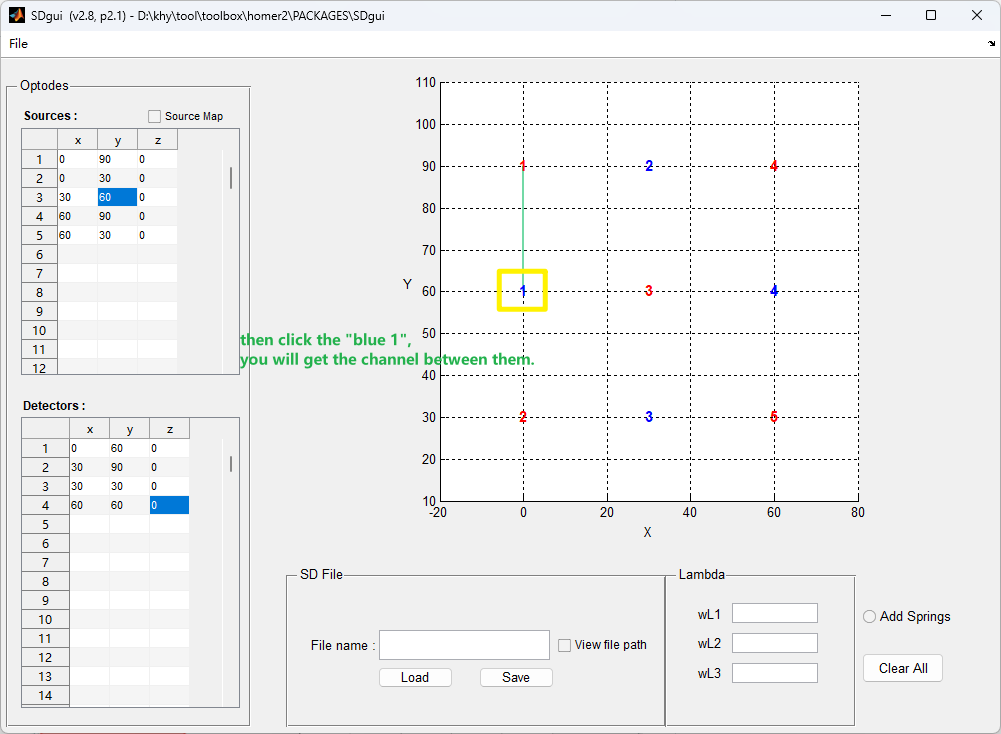 SDgui (v2.8, p2.1) - D:\khy\tool\toolbox\homer2\PACKAGES\SDgui
File
Optodes
Sources :
Source Map
x y z
1 0 90 0
2 0 30 0
3 30 60 0
4 60 90 0
5 60 30 0
6
7
8
9
10
11
12
Detectors :
x y z
1 0 60 0
2 30 90 0
3 30 30 0
4 60 60 0
5
6
7
8
9
10
11
12
13
14
110
100
90
80
70
60
50
40
30
20
10
Y
-20 0 20 40 60 80
X
1 2 4
1 3 4
2 3 5
then click the "blue 1",
you will get the channel between them.
SD File
File name :
View file path
Load
Save
Lambda
wL1
wL2
wL3
Add Springs
Clear All